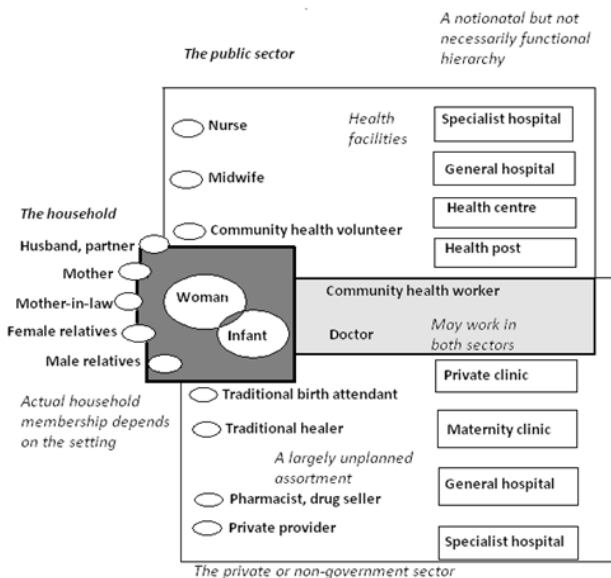 A notionatal but not
necessarily functional
hierarchy
The public sector
Nurse
Health
facilities
Specialist hospital
Midwife
General hospital
The household
Community health volunteer
Health centre
Husband, partner
Health post
Mother
Woman
Community health worker
Mother-in-law
Female relatives
Infant
Doctor
May work in
both sectors
Male relatives
Private clinic
Actual household
membership depends
on the setting
Traditional birth attendant
Traditional healer
Maternity clinic
A largely unplanned
assortment
General hospital
Pharmacist, drug seller
Private provider
Specialist hospital
The private or non-government sector